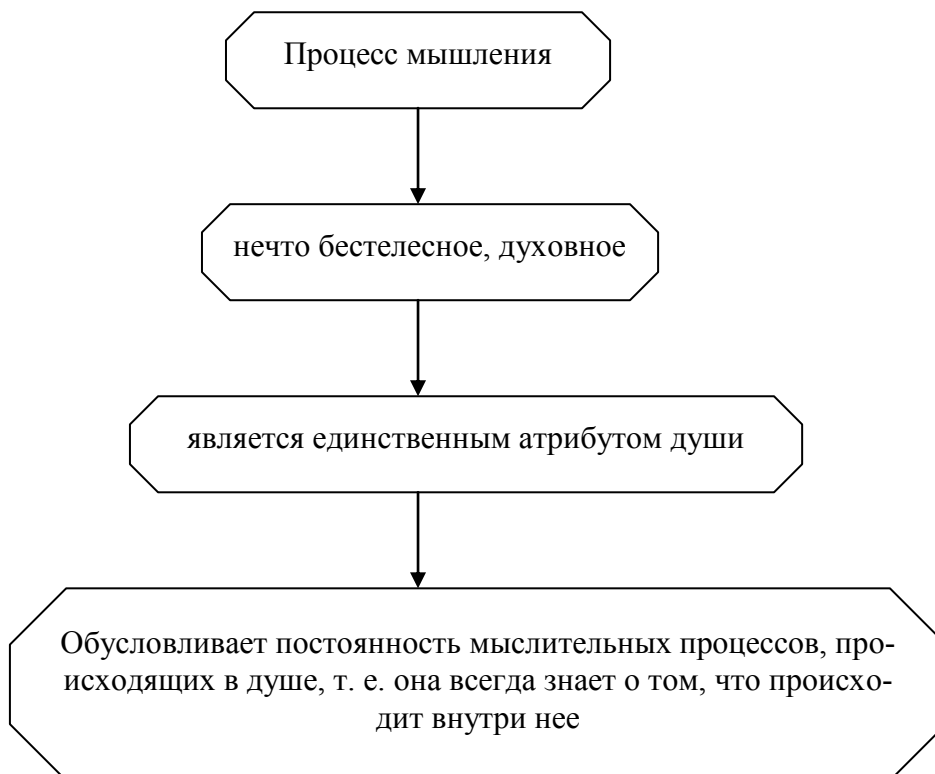 Процесс мышления
нечто бестелесное, духовное
является единственным атрибутом души
Обусловливает постоянность мыслительных процессов, про-
исходящих в душе, т. е. она всегда знает о том, что происхо-
дит внутри нее